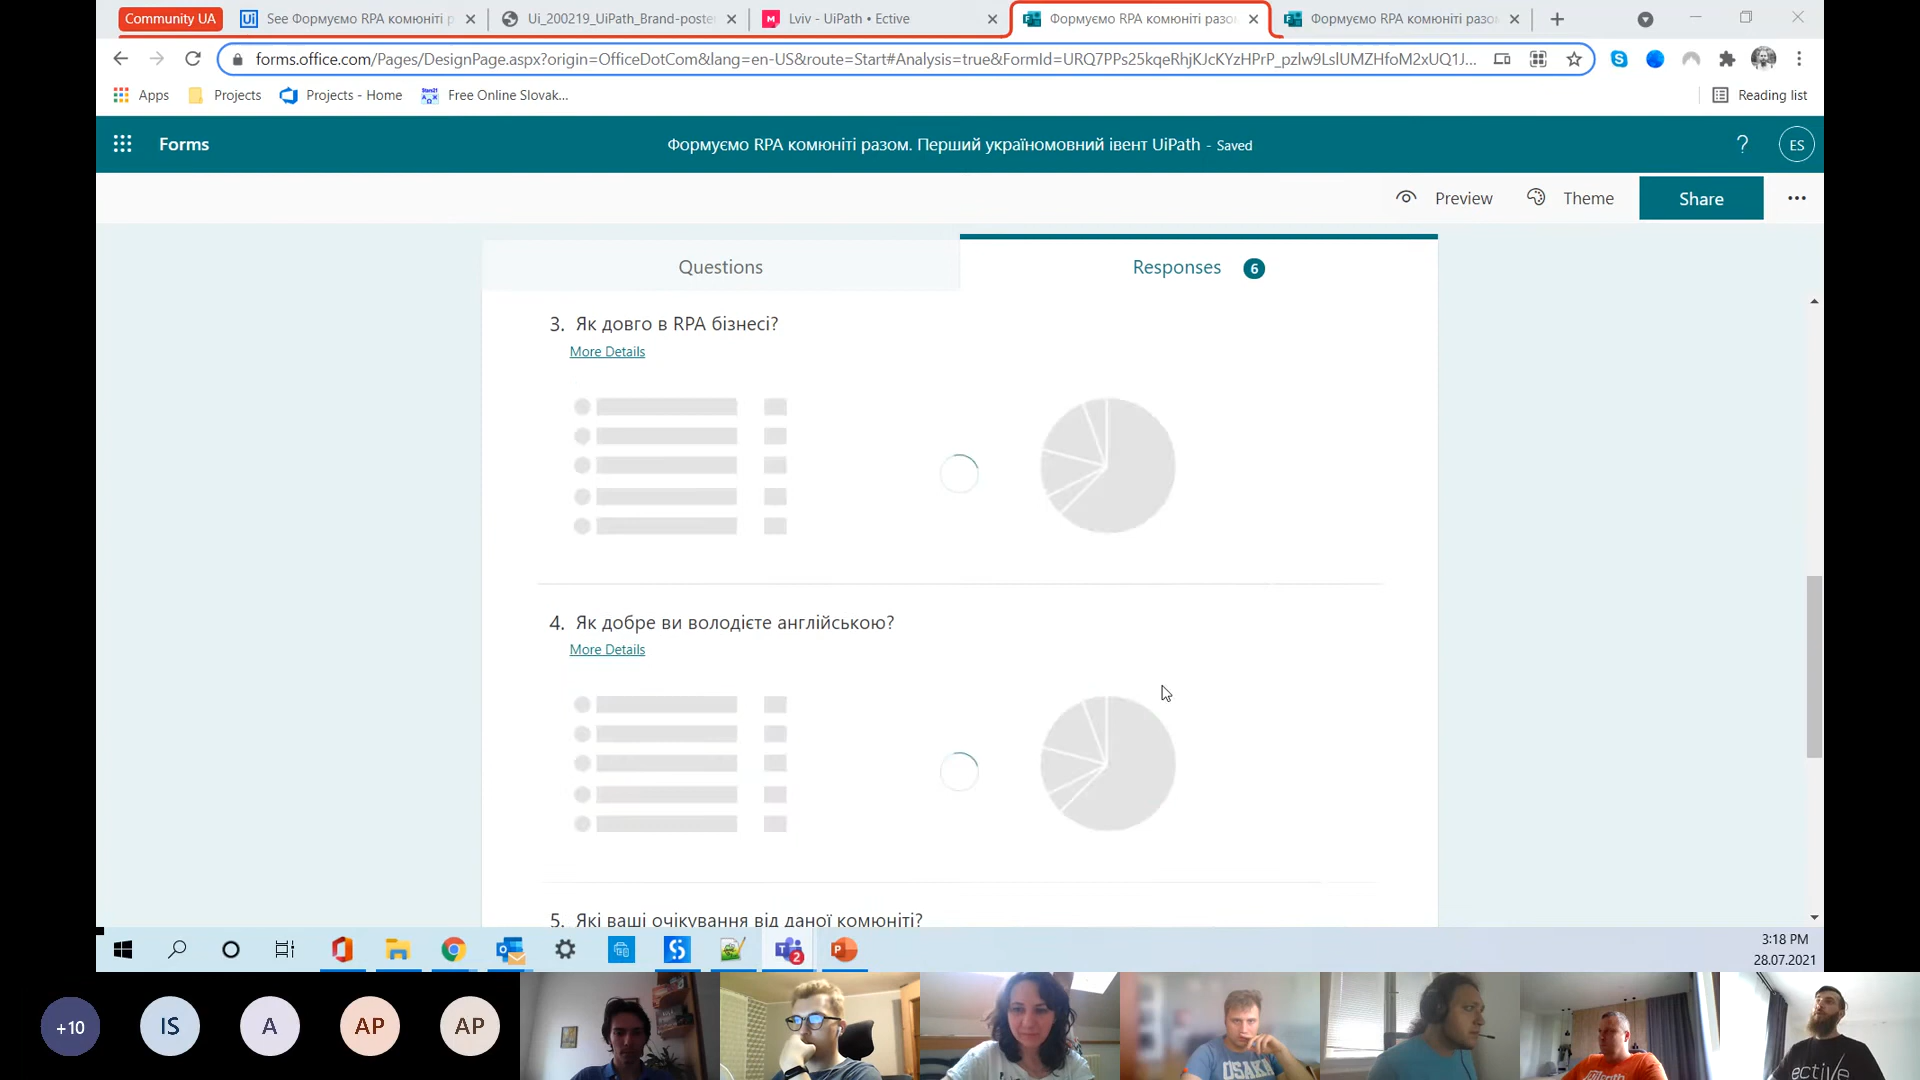 Community UA
Ui
See Формуємо RPA комюніті р
Ui_200219_UiPath_Brand-poste
Lviv - UiPath • Ective
Формуємо RPA комюніті разо
Формуємо RPA комюніті разо
forms.office.com/Pages/DesignPage.aspx?origin=OfficeDotCom&lang=en-US&route=Start#Analysis=true&FormId=URQ7PPs25kqeRhjKJcKYzHPrP_pzlw9LslUMZHfoM2xUQ1J...
Apps
Projects
Projects - Home
Free Online Slovak...
Reading list
Forms
Формуємо RPA комюніті разом. Перший україномовний івент UiPath - Saved
?
ES
Preview
Theme
Share
Questions
Responses
6
3. Як довго в RPA бізнесі?
More Details
4. Як добре ви володієте англійською?
More Details
5. Які ваші очікування від даної комюніті?
3:18 PM
28.07.2021
+10
IS
A
AP
AP
OSAKA
UiPath
ective